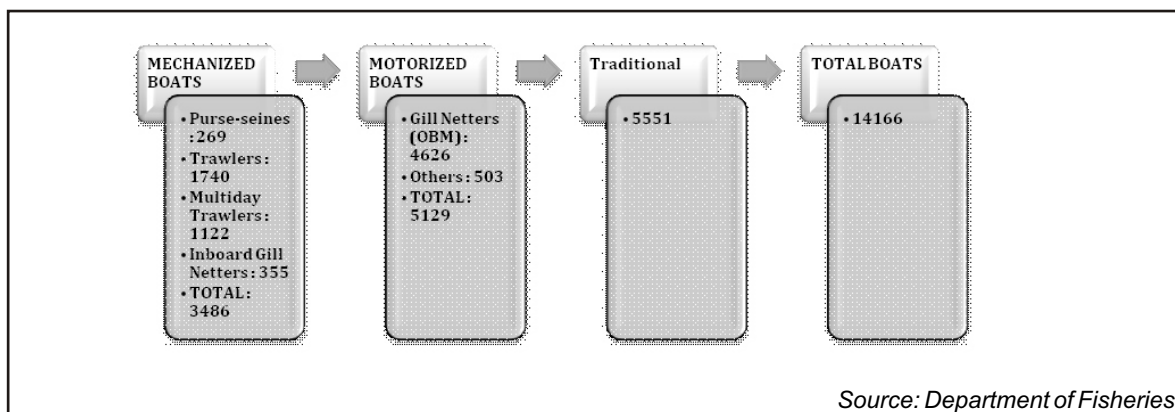 MECHANIZED
BOATS
• Purse-seines
:269
• Trawlers :
1740
• Multiday
Trawlers :
1122
• Inboard Gill
Netters : 355
• TOTAL :
3486
MOTORIZED
BOATS
• Gill Netters
(OBM) :
4626
• Others : 503
• TOTAL :
5129
Traditional
• 5551
TOTAL BOATS
• 14166
Source: Department of Fisheries